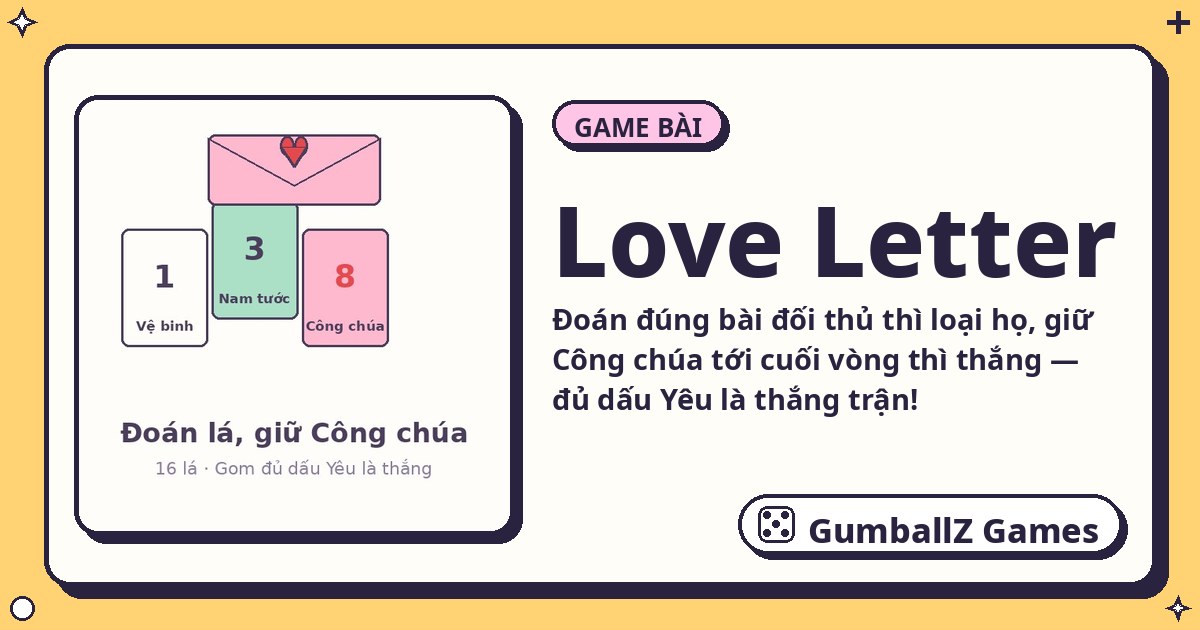 1
Vệ binh
3
Nam tước
8
Công chúa
Đoán lá, giữ Công chúa
16 lá · Gom đủ dấu Yêu là thắng
GAME BÀI
Love Letter
Đoán đúng bài đối thủ thì loại họ, giữ
Công chúa tới cuối vòng thì thắng —
đủ dấu Yêu là thắng trận!
GumballZ Games